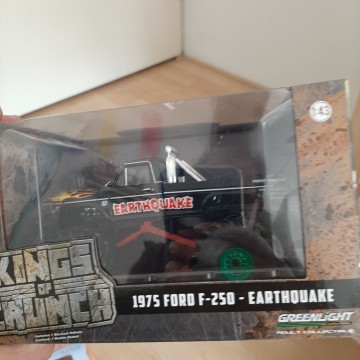 1:43
EARTHQUAKE
KINGS
OF
CRUNCH
1975 FORD F-250 - EARTHQUAKE
GREENLIGHT